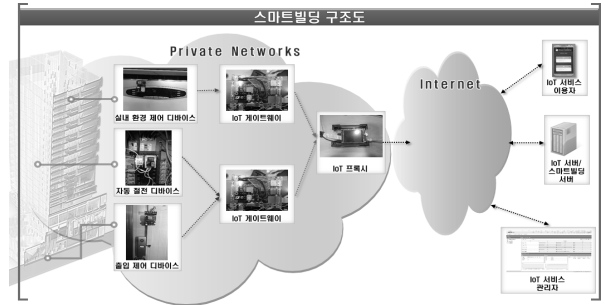 스마트빌딩 구조도
Private Networks
Internet
실내 환경 제어 디바이스
IoT 게이트웨이
자동 절전 디바이스
IoT 게이트웨이
출입 제어 디바이스
IoT 프록시
IoT 서비스
이용자
IoT 서버/
스마트빌딩
서버
IoT 서비스
관리자